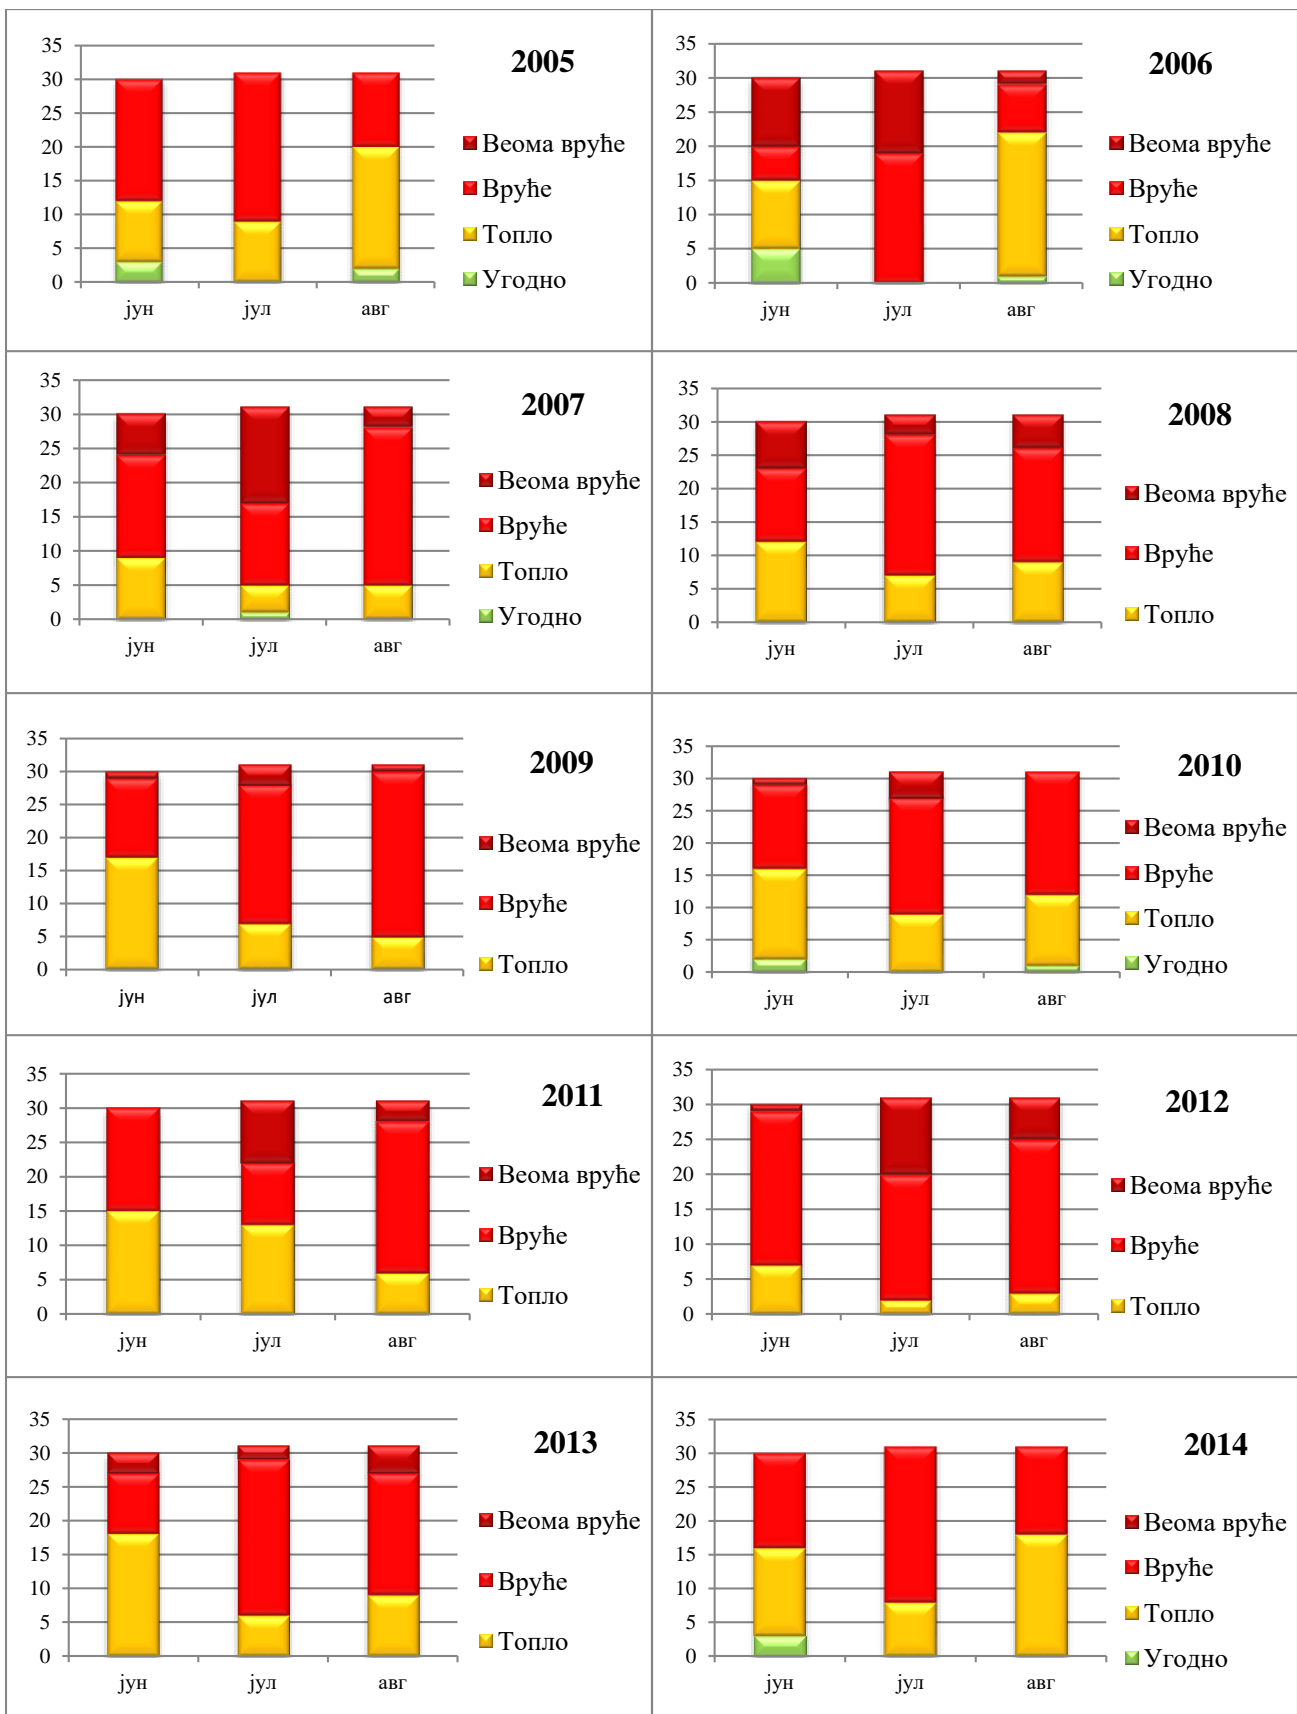 2005
35
30
25
20
15
10
5
0
јун јул авг
Веома вруће
Вруће
Топло
Угодно
2006
35
30
25
20
15
10
5
0
јун јул авг
Веома вруће
Вруће
Топло
Угодно
2007
35
30
25
20
15
10
5
0
јун јул авг
Веома вруће
Вруће
Топло
Угодно
2008
35
30
25
20
15
10
5
0
јун јул авг
Веома вруће
Вруће
Топло
2009
35
30
25
20
15
10
5
0
јун јул авг
Веома вруће
Вруће
Топло
2010
35
30
25
20
15
10
5
0
јун јул авг
Веома вруће
Вруће
Топло
Угодно
2011
35
30
25
20
15
10
5
0
јун јул авг
Веома вруће
Вруће
Топло
2012
35
30
25
20
15
10
5
0
јун јул авг
Веома вруће
Вруће
Топло
2013
35
30
25
20
15
10
5
0
јун јул авг
Веома вруће
Вруће
Топло
2014
35
30
25
20
15
10
5
0
јун јул авг
Веома вруће
Вруће
Топло
Угодно